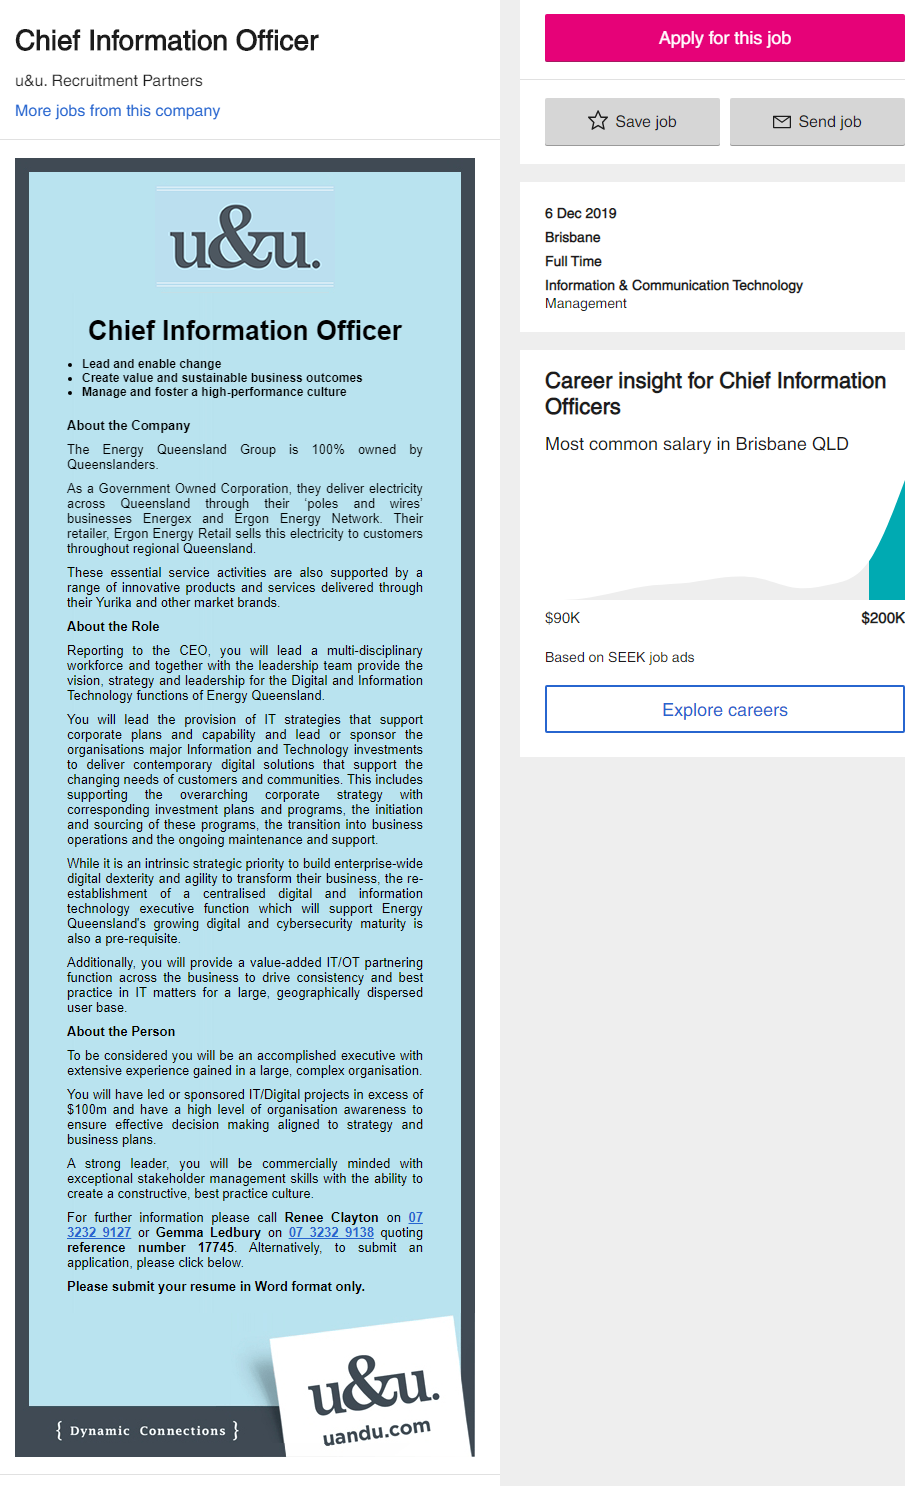 Chief Information Officer
u&u. Recruitment Partners
More jobs from this company
u&u.
Chief Information Officer
• Lead and enable change
• Create value and sustainable business outcomes
• Manage and foster a high-performance culture
About the Company
The Energy Queensland Group is 100% owned by
Queenslanders.
As a Government Owned Corporation, they deliver electricity
across Queensland through their 'poles and wires'
businesses Energex and Ergon Energy Network. Their
retailer, Ergon Energy Retail sells this electricity to customers
throughout regional Queensland.
These essential service activities are also supported by a
range of innovative products and services delivered through
their Yurika and other market brands.
About the Role
Reporting to the CEO, you will lead a multi-disciplinary
workforce and together with the leadership team provide the
vision, strategy and leadership for the Digital and Information
Technology functions of Energy Queensland.
You will lead the provision of IT strategies that support
corporate plans and capability and lead or sponsor the
organisations major Information and Technology investments
to deliver contemporary digital solutions that support the
changing needs of customers and communities. This includes
supporting the overarching corporate strategy with
corresponding investment plans and programs, the initiation
and sourcing of these programs, the transition into business
operations and the ongoing maintenance and support.
While it is an intrinsic strategic priority to build enterprise-wide
digital dexterity and agility to transform their business, the re-
establishment of a centralised digital and information
technology executive function which will support Energy
Queensland's growing digital and cybersecurity maturity is
also a pre-requisite.
Additionally, you will provide a value-added IT/OT partnering
function across the business to drive consistency and best
practice in IT matters for a large, geographically dispersed
user base.
About the Person
To be considered you will be an accomplished executive with
extensive experience gained in a large, complex organisation.
You will have led or sponsored IT/Digital projects in excess of
$100m and have a high level of organisation awareness to
ensure effective decision making aligned to strategy and
business plans.
A strong leader, you will be commercially minded with
exceptional stakeholder management skills with the ability to
create a constructive, best practice culture.
For further information please call Renee Clayton on 07
3232 9127 or Gemma Ledbury on 07 3232 9138 quoting
reference number 17745. Alternatively, to submit an
application, please click below.
Please submit your resume in Word format only.
{ Dynamic Connections }
u&u.
uandu.com
Apply for this job
Save job
Send job
6 Dec 2019
Brisbane
Full Time
Information & Communication Technology
Management
Career insight for Chief Information
Officers
Most common salary in Brisbane QLD
$90K
$200K
Based on SEEK job ads
Explore careers